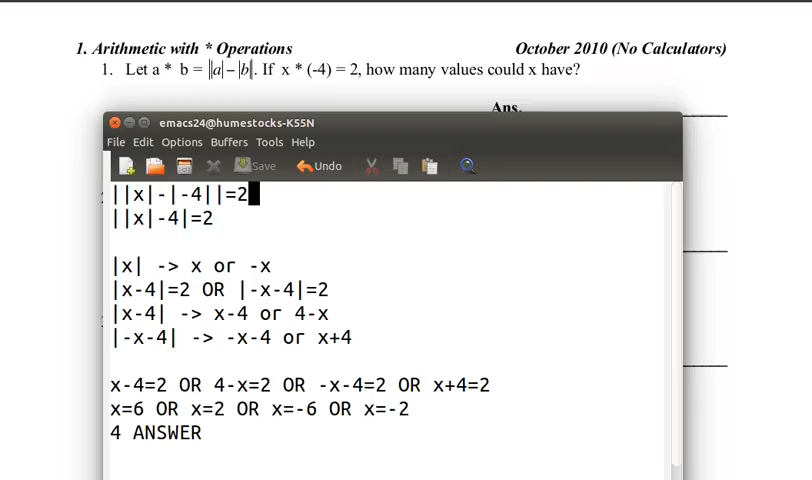 1. Arithmetic with * Operations October 2010 (No Calculators)
1. Let a * b = ||a| – |b||. If x * (-4) = 2, how many values could x have?
Ans.
emacs24@humestocks-K55N
File Edit Options Buffers Tools Help
Save Undo
||x|-|-4||=2
||x|-4|=2
|x| -> x or -x
|x-4|=2 OR |-x-4|=2
|x-4| -> x-4 or 4-x
|-x-4| -> -x-4 or x+4
x-4=2 OR 4-x=2 OR -x-4=2 OR x+4=2
x=6 OR x=2 OR x=-6 OR x=-2
4 ANSWER